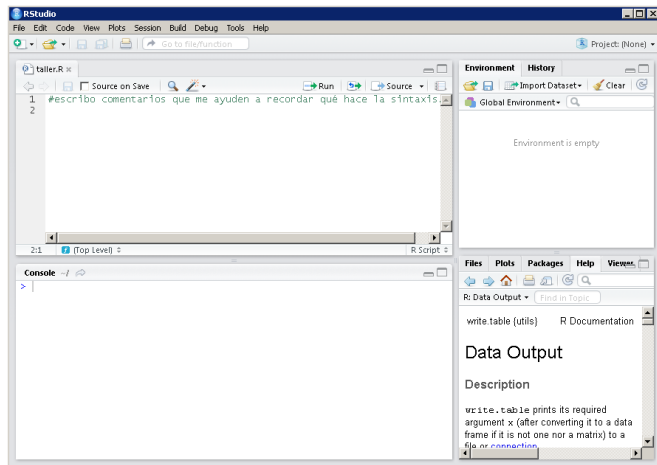 RStudio
File Edit Code View Plots Session Build Debug Tools Help
Go to file/function
Project: (None)
taller.R
Source on Save
Run
Source
1 #escribo comentarios que me ayuden a recordar qué hace la sintaxis.
2
2:1 (Top Level) R Script
Console ~/
>
Environment History
Import Dataset Clear
Global Environment
Environment is empty
Files Plots Packages Help Viewer
R: Data Output Find in Topic
write.table {utils} R Documentation
Data Output
Description
write.table prints its required
argument x (after converting it to a data
frame if it is not one nor a matrix) to a
file or connection